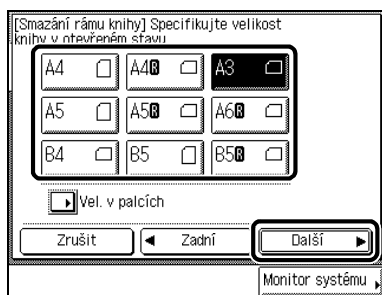 [Smazání rámu knihy] Specifikujte velikost
knihy v otevřeném stavu
A4 A4R A3
A5 A5R A6R
B4 B5 B5R
Vel. v palcích
Zrušit Zadní Další
Monitor systému